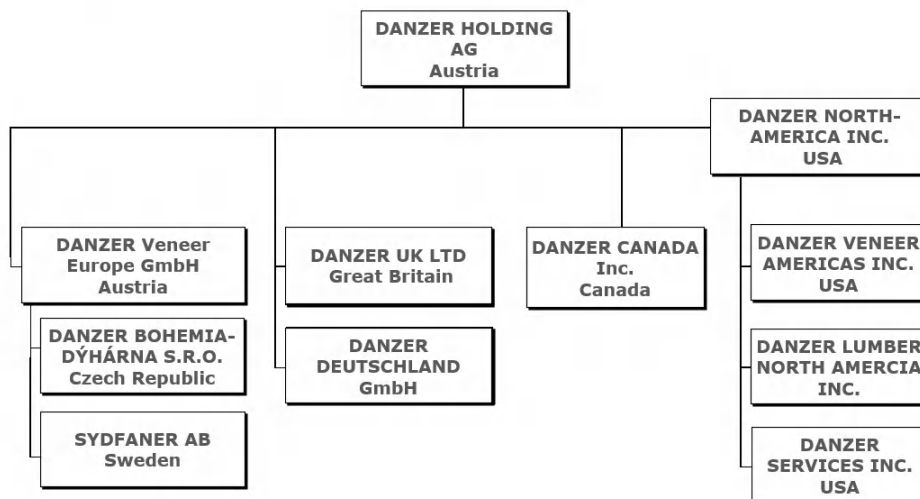 DANZER HOLDING
AG
Austria
DANZER NORTH-
AMERICA INC.
USA
DANZER Veneer
Europe GmbH
Austria
DANZER UK LTD
Great Britain
DANZER CANADA
Inc.
Canada
DANZER VENEER
AMERICAS INC.
USA
DANZER BOHEMIA-
DÝHÁRNA S.R.O.
Czech Republic
DANZER
DEUTSCHLAND
GmbH
DANZER LUMBER
NORTH AMERCIA
INC.
SYDFANER AB
Sweden
DANZER
SERVICES INC.
USA